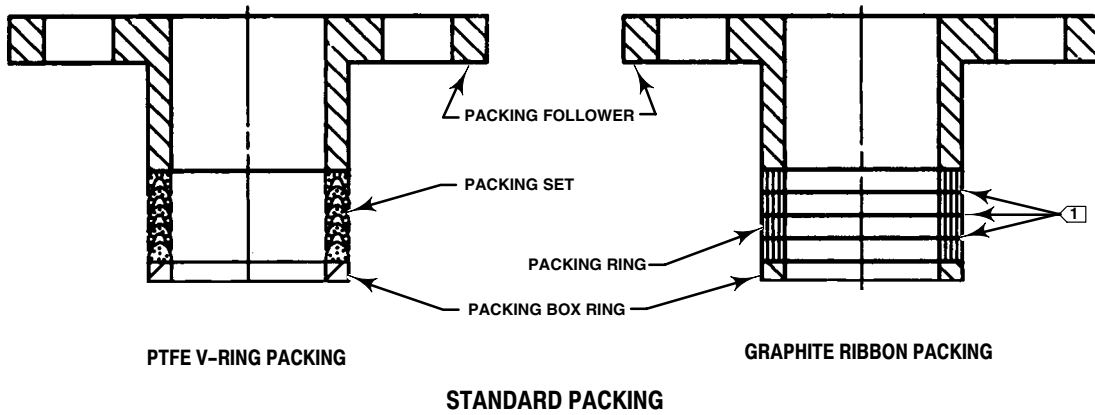 PACKING FOLLOWER
PACKING SET
1
PACKING RING
PACKING BOX RING
PTFE V–RING PACKING
GRAPHITE RIBBON PACKING
STANDARD PACKING